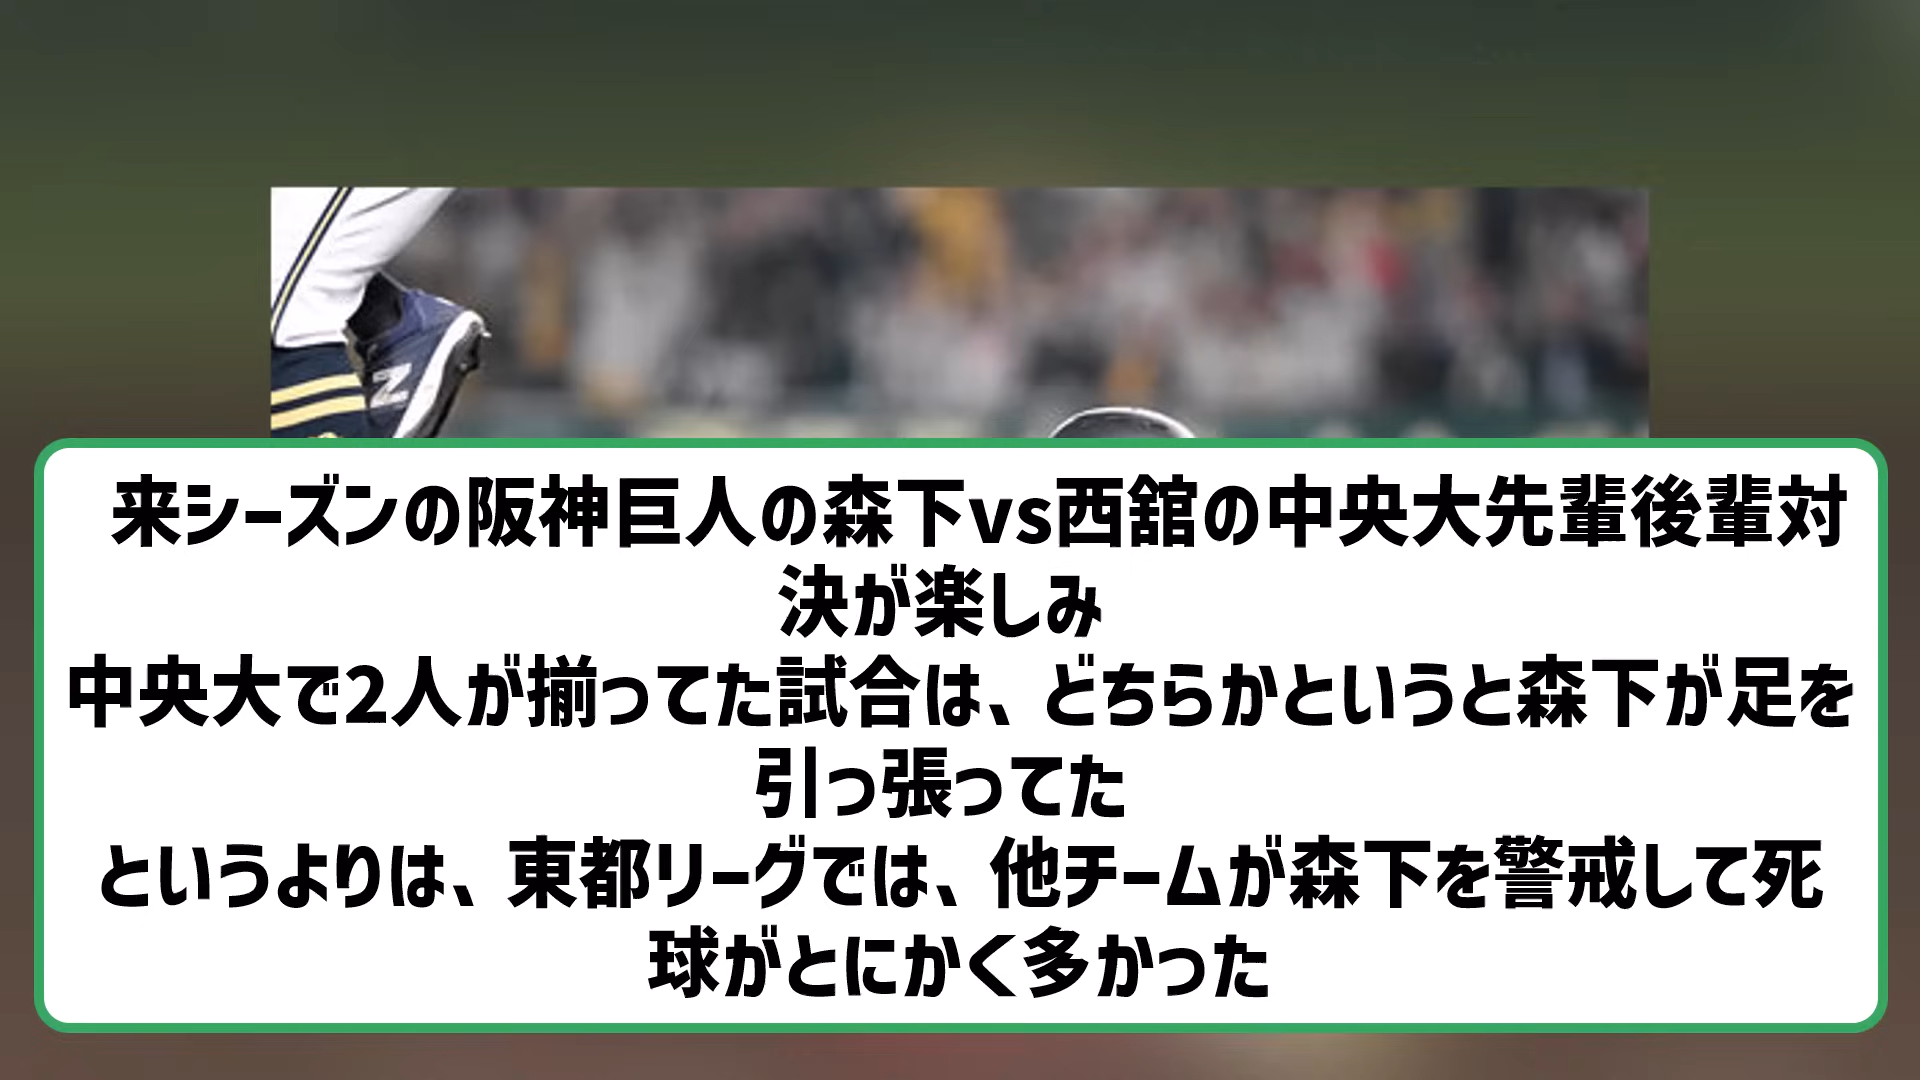 来シーズンの阪神巨人の森下vs西舘の中央大先輩後輩対
決が楽しみ
中央大で2人が揃ってた試合は、どちらかというと森下が足を
引っ張ってた
というよりは、東都リーグでは、他チームが森下を警戒して死
球がとにかく多かった